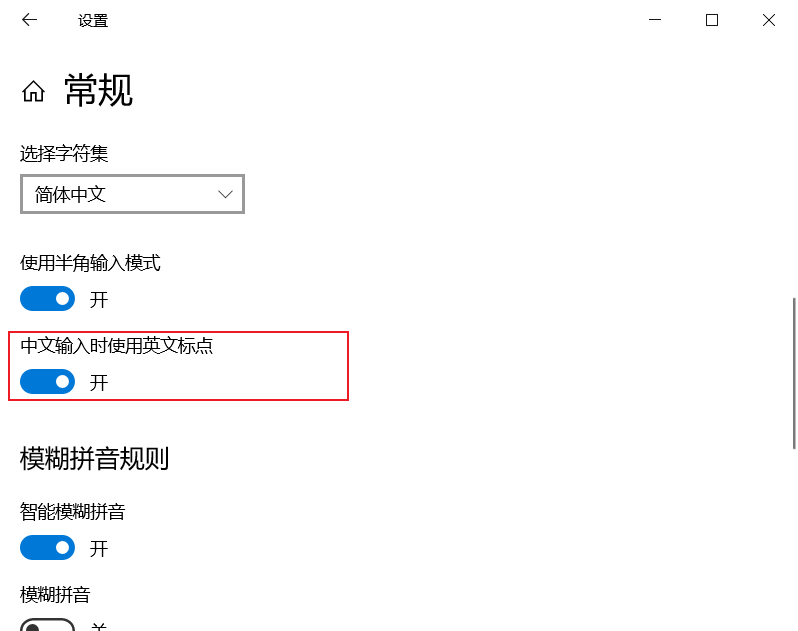 设置
常规
选择字符集
简体中文
使用半角输入模式
开
中文输入时使用英文标点
开
模糊拼音规则
智能模糊拼音
开
模糊拼音